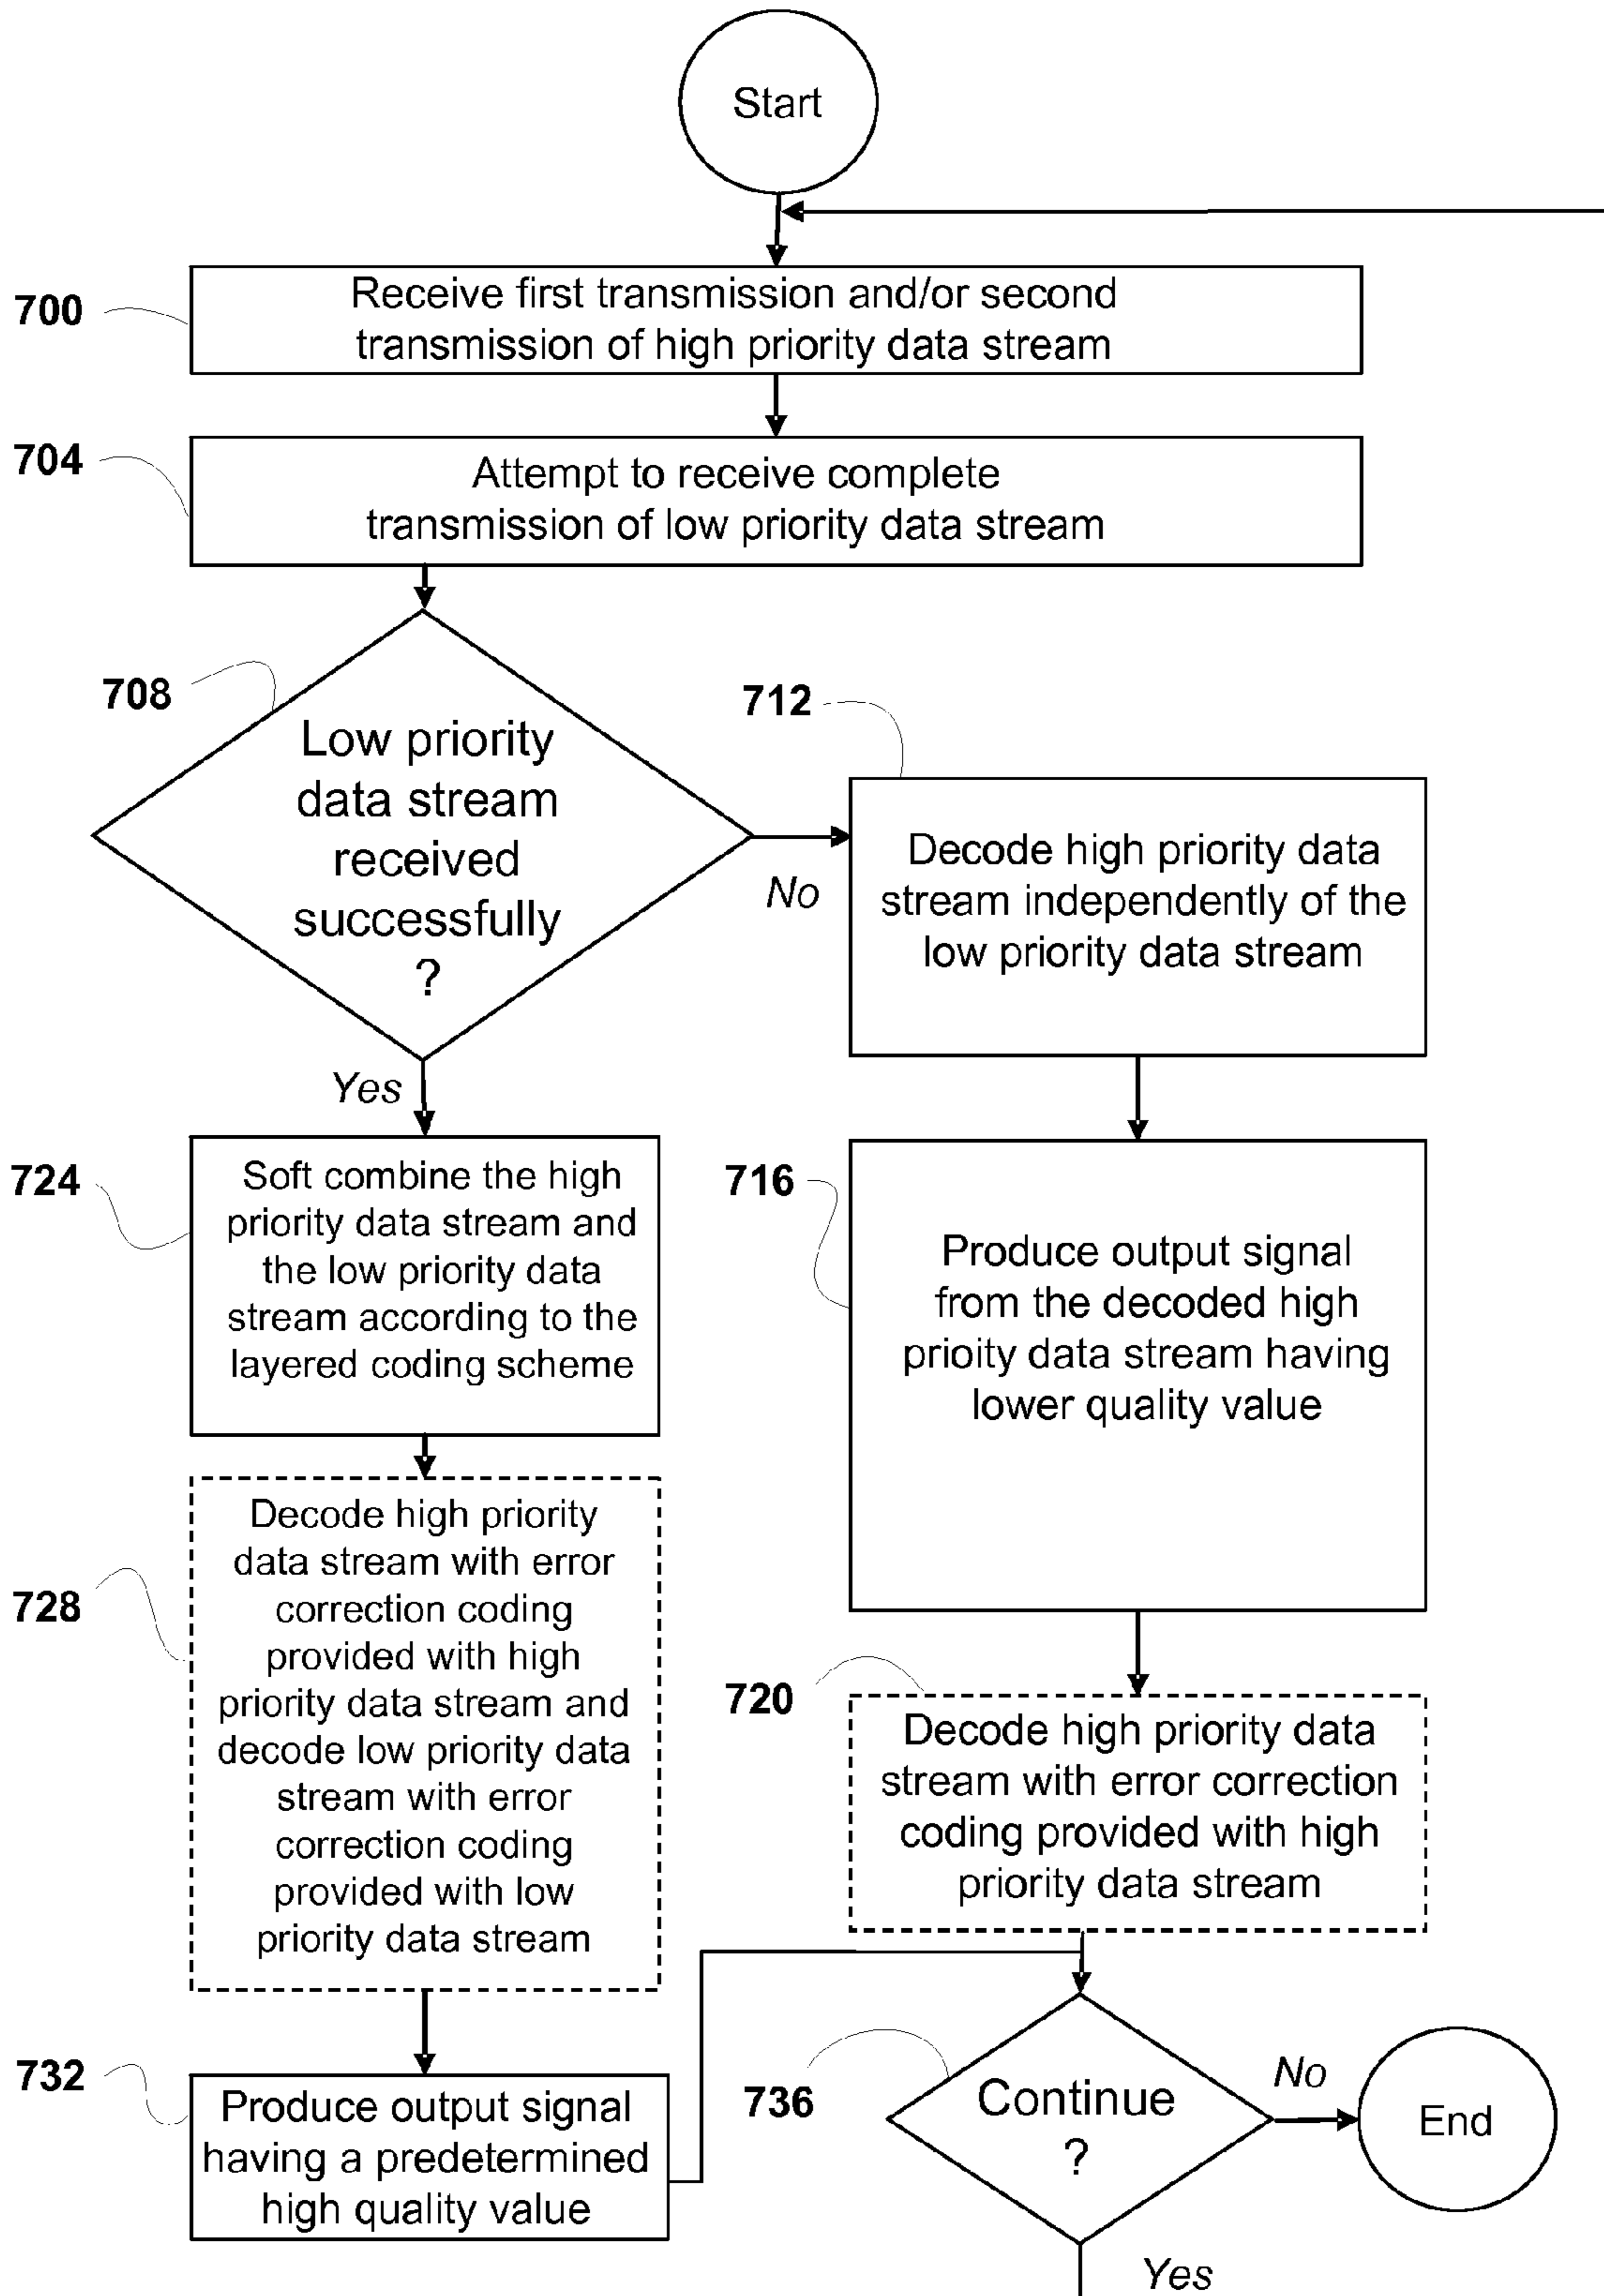 Start
700
Receive first transmission and/or second
transmission of high priority data stream
704
Attempt to receive complete
transmission of low priority data stream
708
Low priority
data stream
received
successfully
?
No
Yes
712
Decode high priority data
stream independently of the
low priority data stream
716
Produce output signal
from the decoded high
prioity data stream having
lower quality value
720
Decode high priority data
stream with error correction
coding provided with high
priority data stream
724
Soft combine the high
priority data stream and
the low priority data
stream according to the
layered coding scheme
728
Decode high priority
data stream with error
correction coding
provided with high
priority data stream and
decode low priority data
stream with error
correction coding
provided with low
priority data stream
732
Produce output signal
having a predetermined
high quality value
736
Continue
?
No
End
Yes